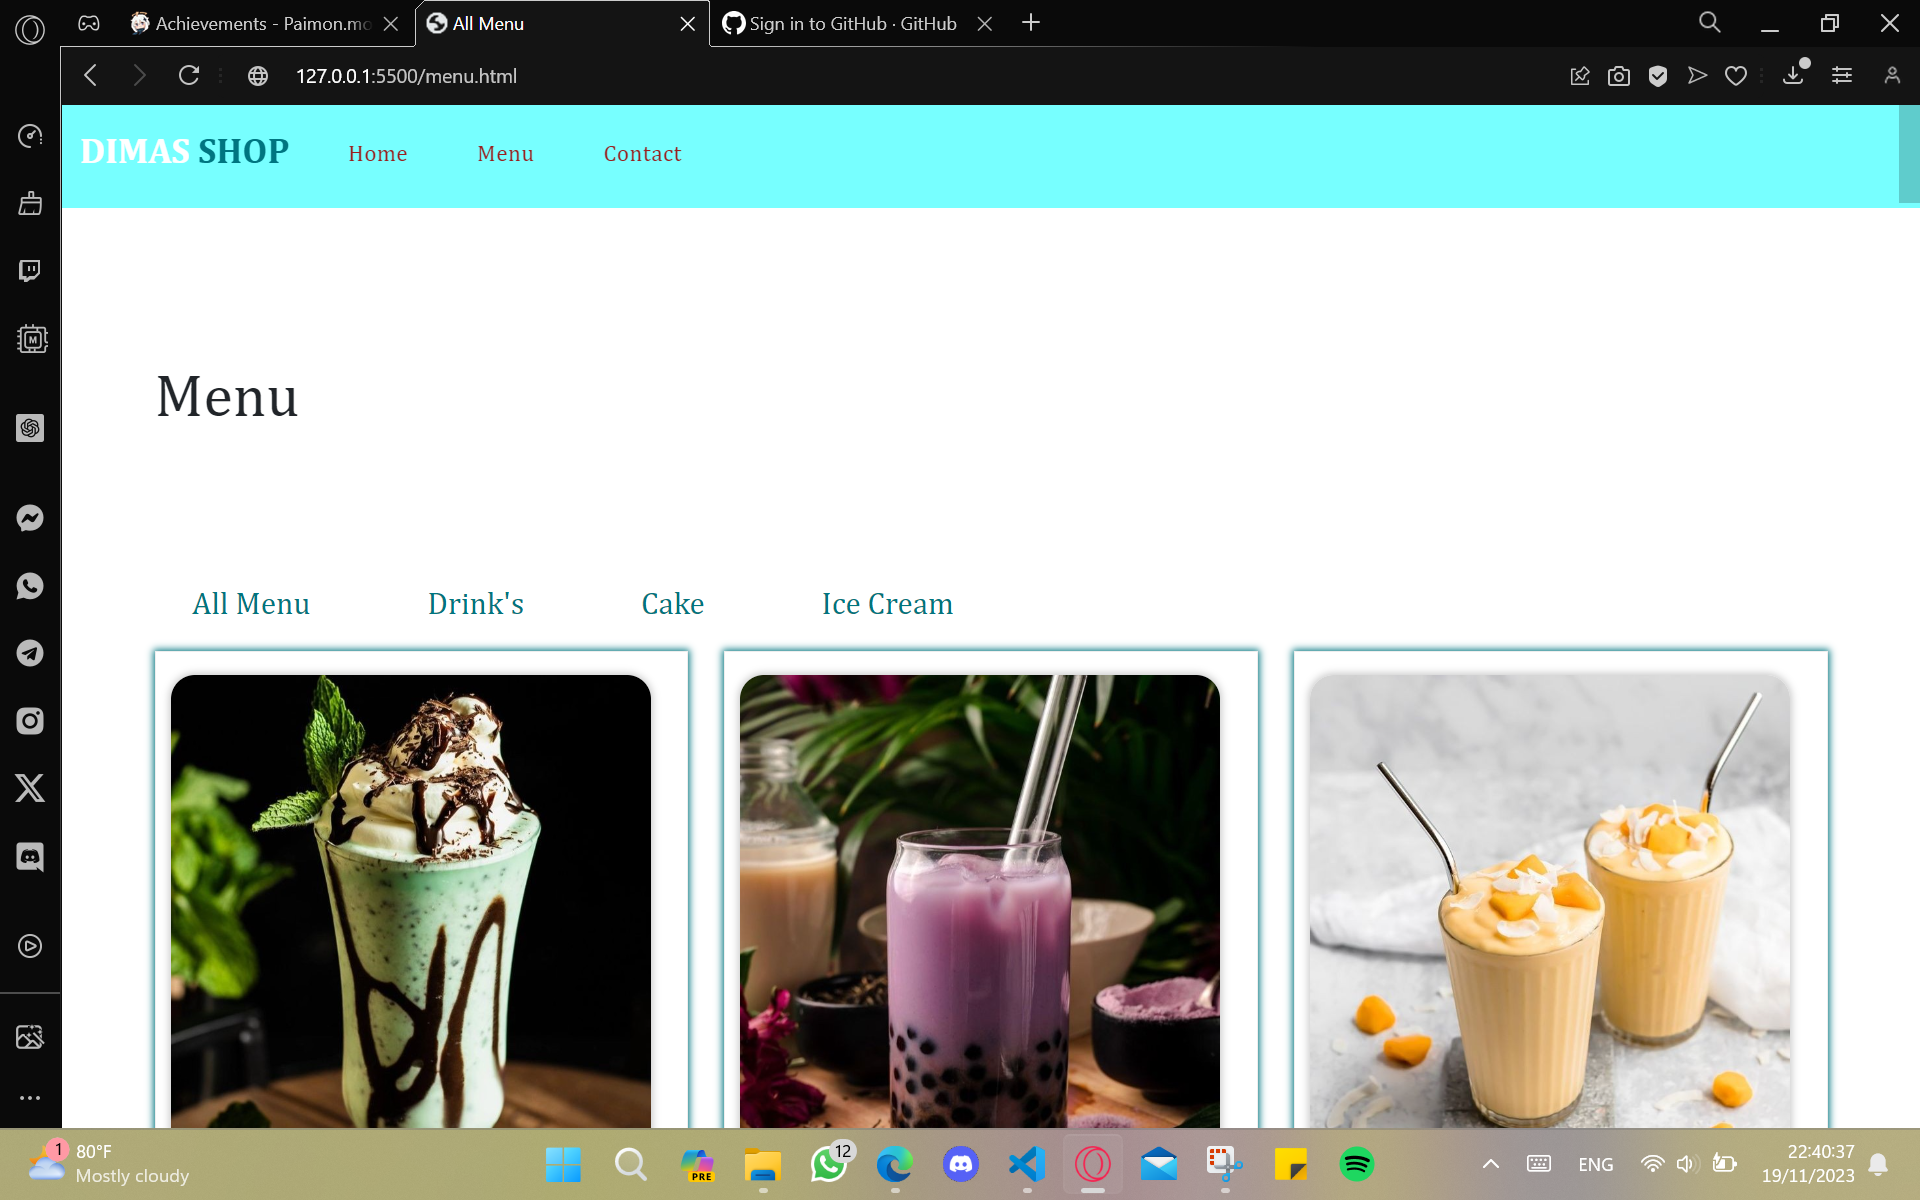 Achievements - Paimon.mo
All Menu
Sign in to GitHub · GitHub
127.0.0.1:5500/menu.html
DIMAS SHOP
Home
Menu
Contact
Menu
All Menu
Drink's
Cake
Ice Cream
M
1
80°F
Mostly cloudy
PRE
12
ENG
22:40:37
19/11/2023